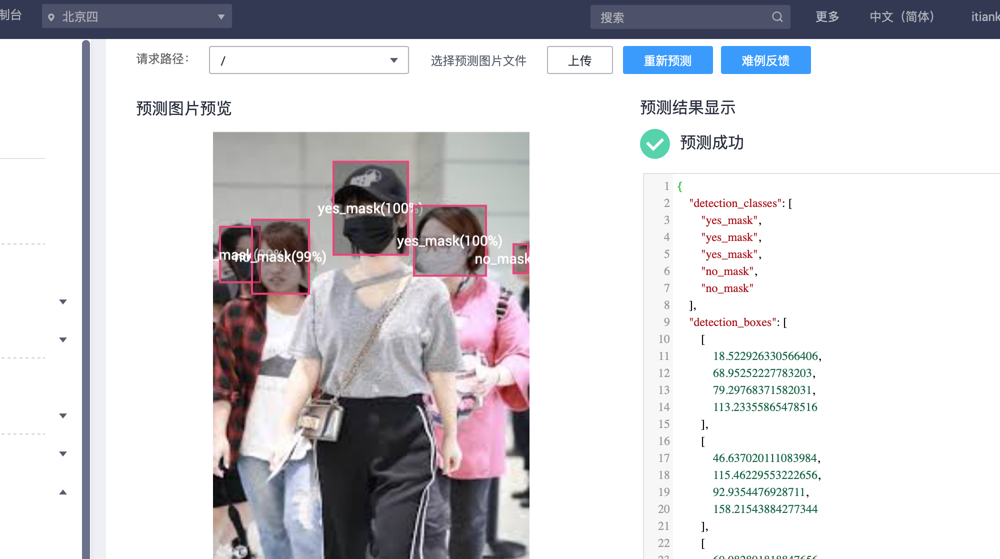 制台
北京四
搜索
更多
中文（简体）
itiank
请求路径：
/
选择预测图片文件
上传
重新预测
难例反馈
预测图片预览
预测结果显示
预测成功
yes_mask(100%)
yes_mask(100%)
_mask(99%)
no_mask(99%)
no_mask
1 {
2 "detection_classes": [
3 "yes_mask",
4 "yes_mask",
5 "yes_mask",
6 "no_mask",
7 "no_mask"
8 ],
9 "detection_boxes": [
10 [
11 18.522926330566406,
12 68.95252227783203,
13 79.29768371582031,
14 113.23355865478516
15 ],
16 [
17 46.637020111083984,
18 115.46229553222656,
19 92.9354476928711,
20 158.21543884277344
21 ],
22 [